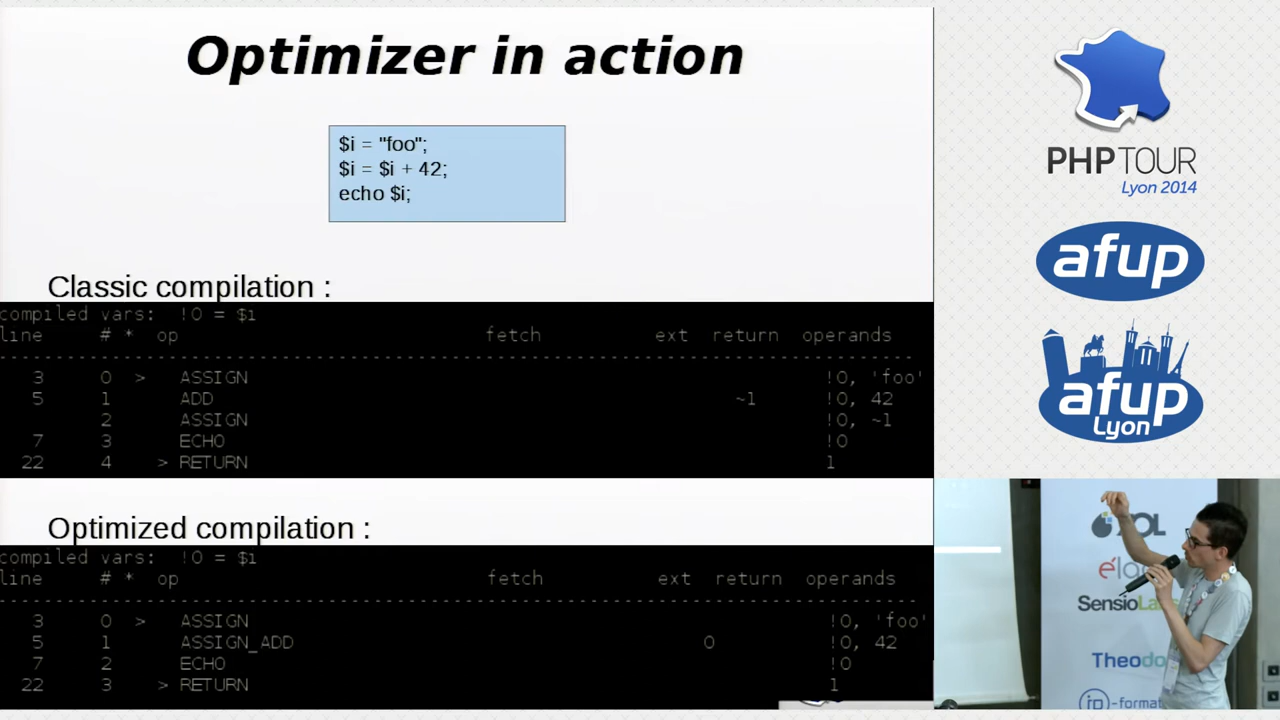 Optimizer in action
$i = "foo";
$i = $i + 42;
echo $i;
Classic compilation :
compiled vars:  !0 = $i
line # * op fetch ext return operands
3 0 > ASSIGN !0, 'foo'
5 1 ADD ~1 !0, 42
2 ASSIGN !0, ~1
7 3 ECHO !0
22 4 > RETURN 1
Optimized compilation :
compiled vars:  !0 = $i
line # * op fetch ext return operands
3 0 > ASSIGN !0, 'foo'
5 1 ASSIGN_ADD 0 !0, 42
7 2 ECHO !0
22 3 > RETURN 1
PHP TOUR
Lyon 2014
afup
afup
Lyon
SensioLa
Theodo